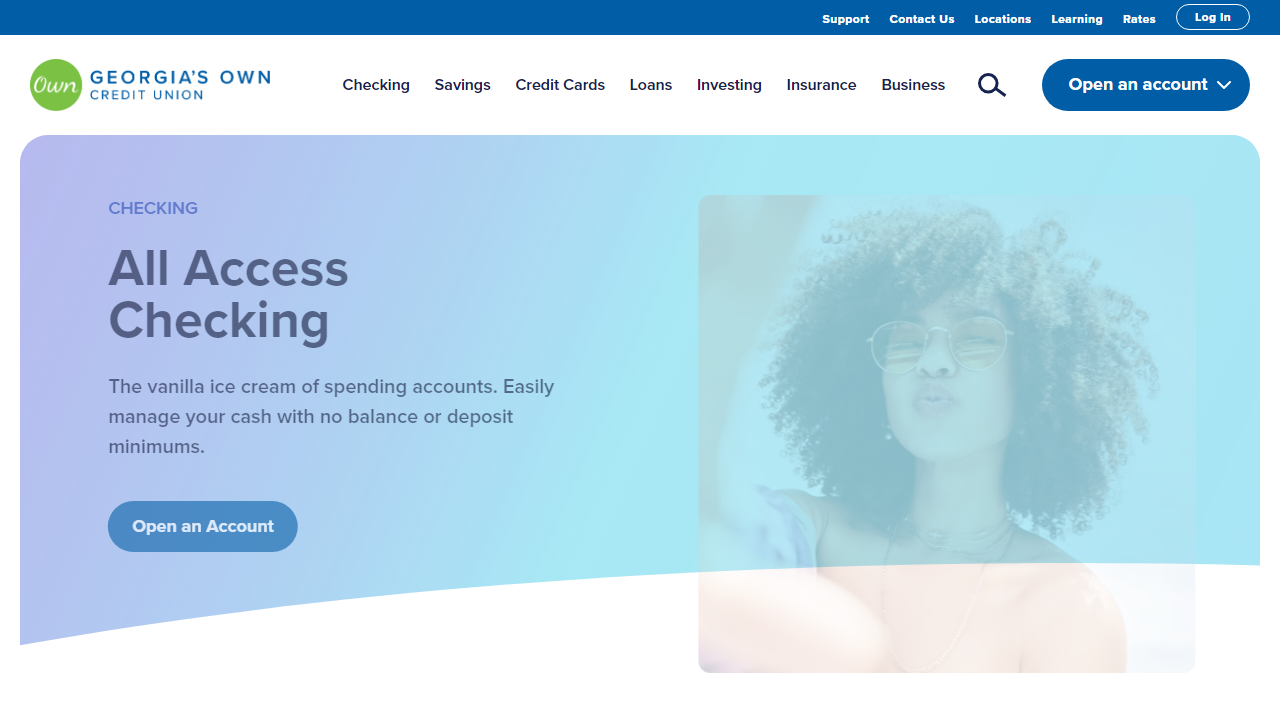 Support Contact Us Locations Learning Rates Log In
Own GEORGIA'S OWN
CREDIT UNION
Checking Savings Credit Cards Loans Investing Insurance Business Open an account
CHECKING
All Access
Checking
The vanilla ice cream of spending accounts. Easily
manage your cash with no balance or deposit
minimums.
Open an Account